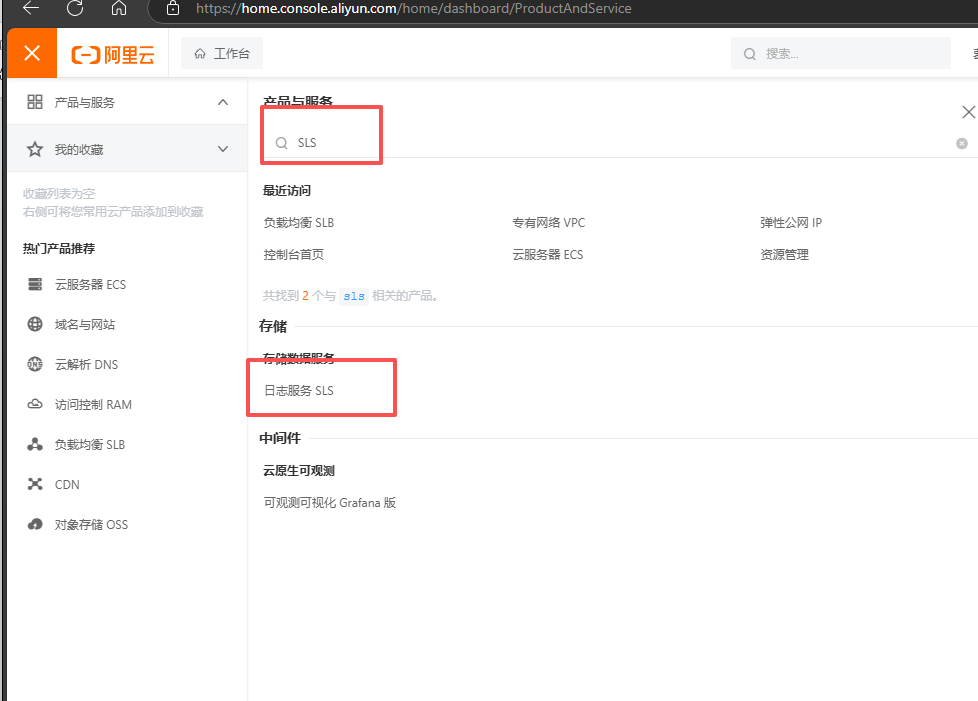 https://home.console.aliyun.com/home/dashboard/ProductAndService
阿里云
工作台
搜索...
产品与服务
我的收藏
收藏列表为空
右侧可将您常用云产品添加到收藏
热门产品推荐
云服务器 ECS
域名与网站
云解析 DNS
访问控制 RAM
负载均衡 SLB
CDN
对象存储 OSS
产品与服务
SLS
最近访问
负载均衡 SLB 专有网络 VPC 弹性公网 IP
控制台首页 云服务器 ECS 资源管理
共找到 2 个与 sls 相关的产品。
存储
存储数据服务
日志服务 SLS
中间件
云原生可观测
可观测可视化 Grafana 版